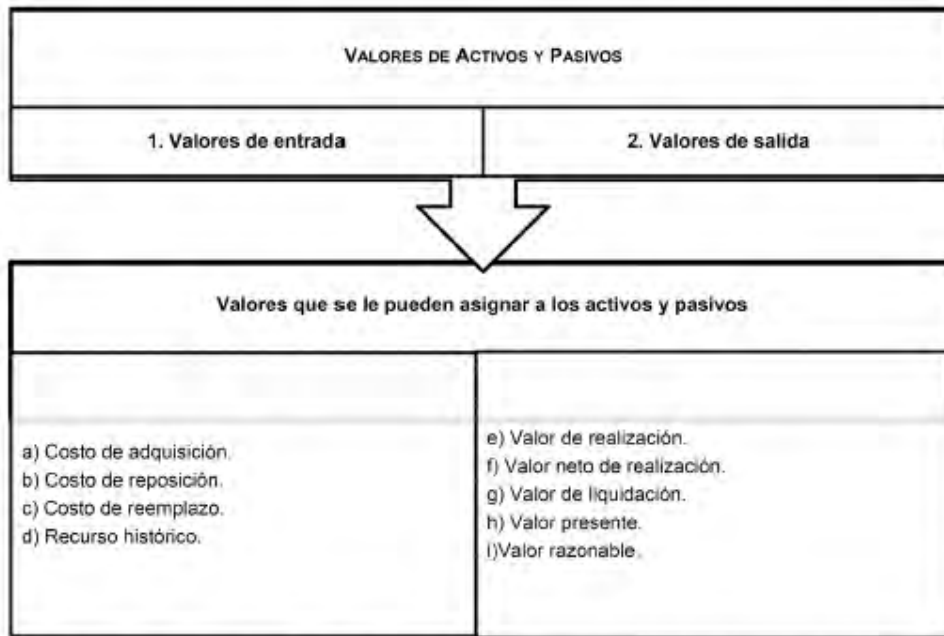 VALORES DE ACTIVOS Y PASIVOS
1. Valores de entrada
2. Valores de salida
Valores que se le pueden asignar a los activos y pasivos
a) Costo de adquisición.
b) Costo de reposición.
c) Costo de reemplazo.
d) Recurso histórico.
e) Valor de realización.
f) Valor neto de realización.
g) Valor de liquidación.
h) Valor presente.
i)Valor razonable.